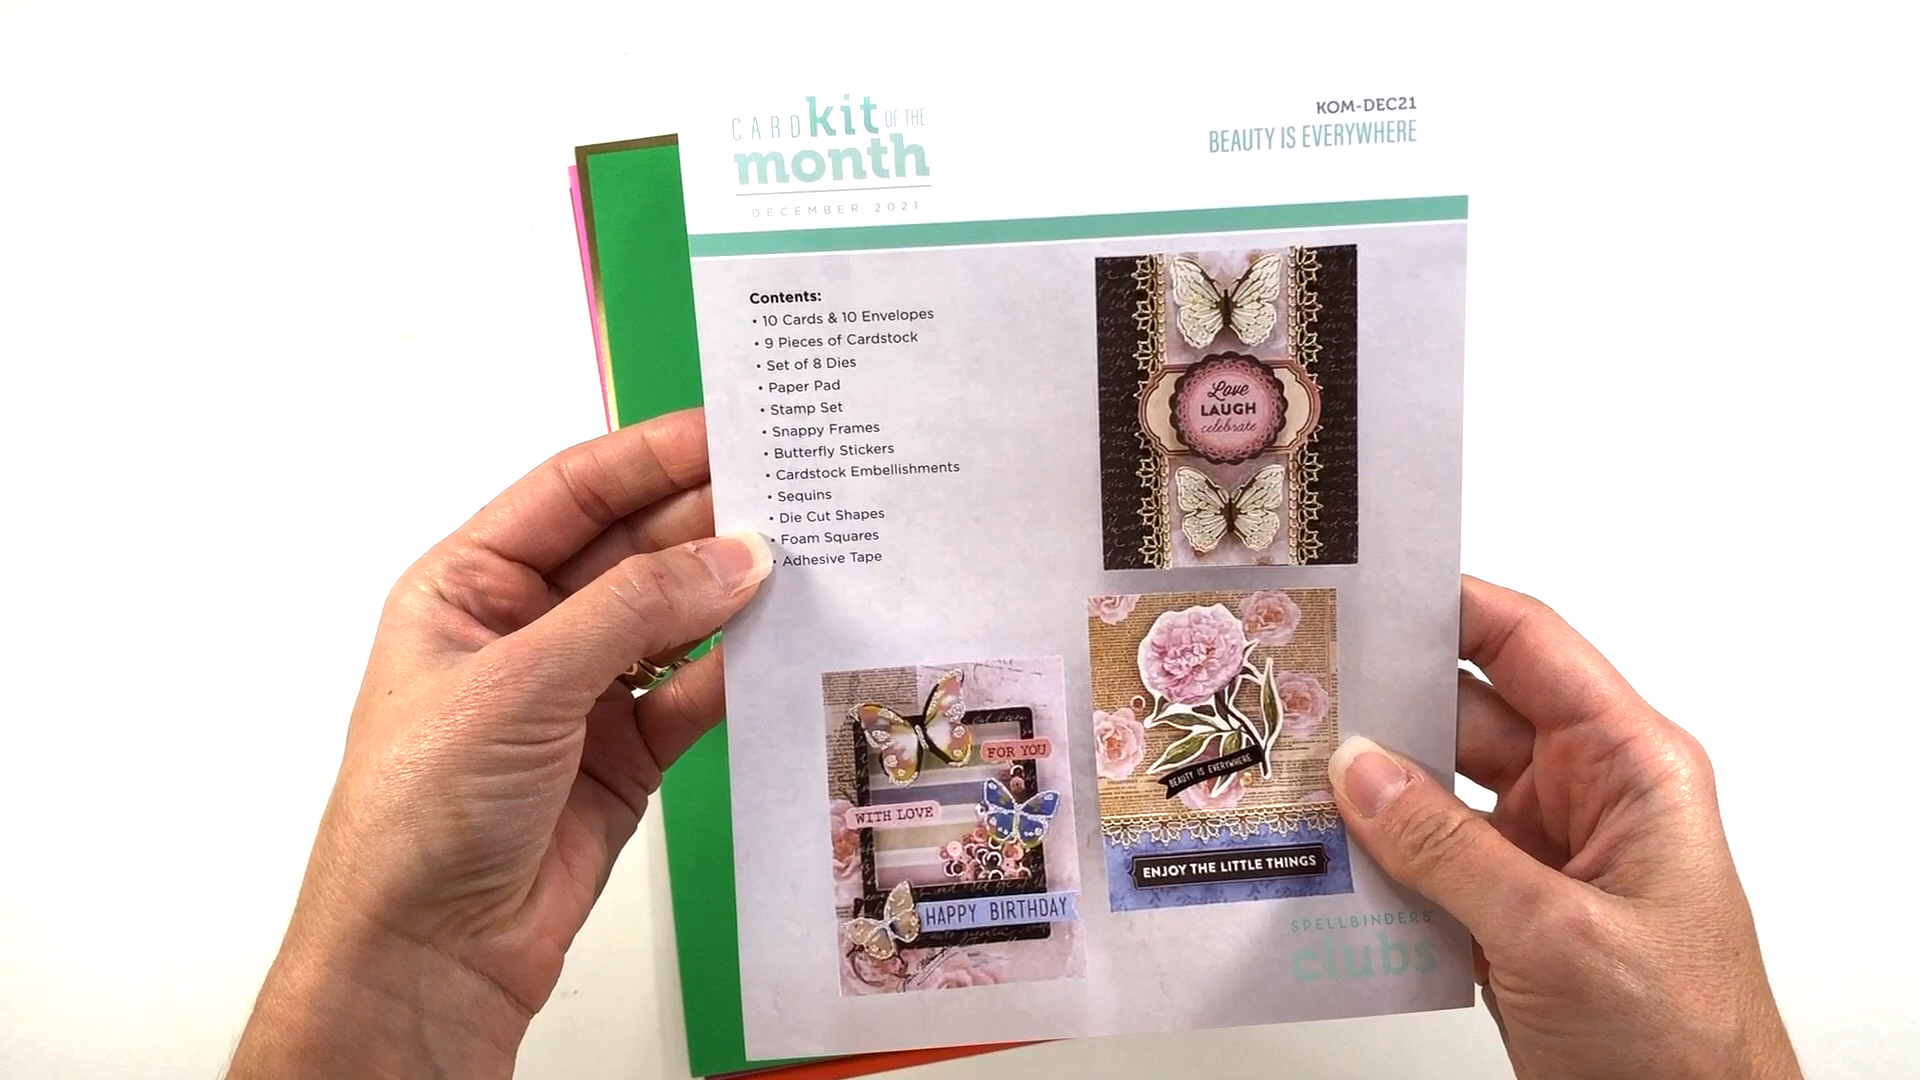 CARD kit OF THE
month
DECEMBER 2021
KOM-DEC21
BEAUTY IS EVERYWHERE
Contents:
• 10 Cards & 10 Envelopes
• 9 Pieces of Cardstock
• Set of 8 Dies
• Paper Pad
• Stamp Set
• Snappy Frames
• Butterfly Stickers
• Cardstock Embellishments
• Sequins
• Die Cut Shapes
• Foam Squares
• Adhesive Tape
Love
LAUGH
celebrate
FOR YOU
WITH LOVE
HAPPY BIRTHDAY
BEAUTY IS EVERYWHERE
ENJOY THE LITTLE THINGS
SPELLBINDERS
clubs